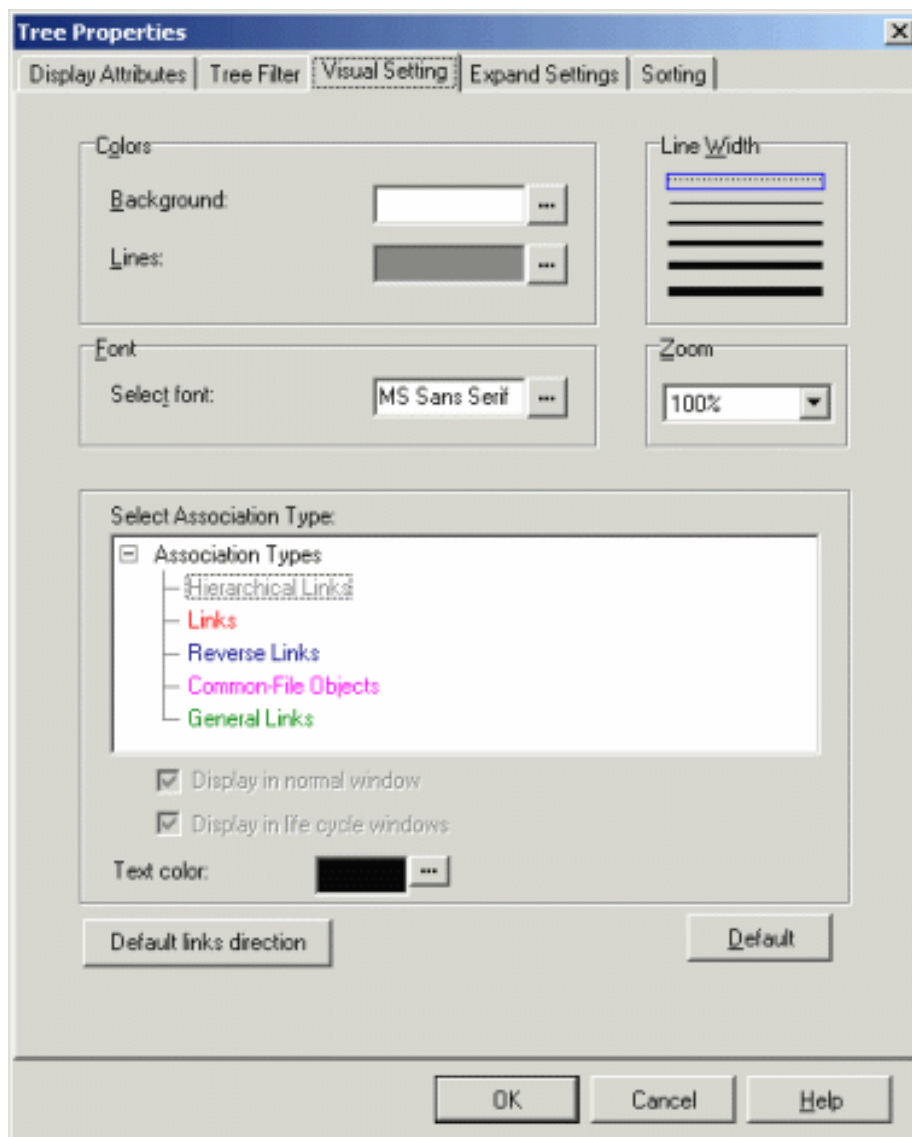 Tree Properties
Display Attributes Tree Filter Visual Setting Expand Settings Sorting
Colors Line Width
Background: ...
Lines: ...
Font Zoom
Select font: MS Sans Serif ... 100%
Select Association Type:
Association Types
Hierarchical Links
Links
Reverse Links
Common-File Objects
General Links
Display in normal window
Display in life cycle windows
Text color: ...
Default links direction Default
OK Cancel Help